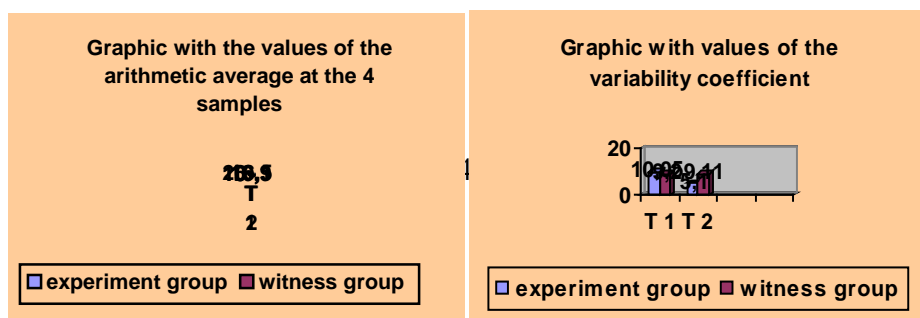 Graphic with the values of the
arithmetic average at the 4
samples
T
experiment group witness group
Graphic with values of the
variability coefficient
20
0
T 1 T 2
experiment group witness group